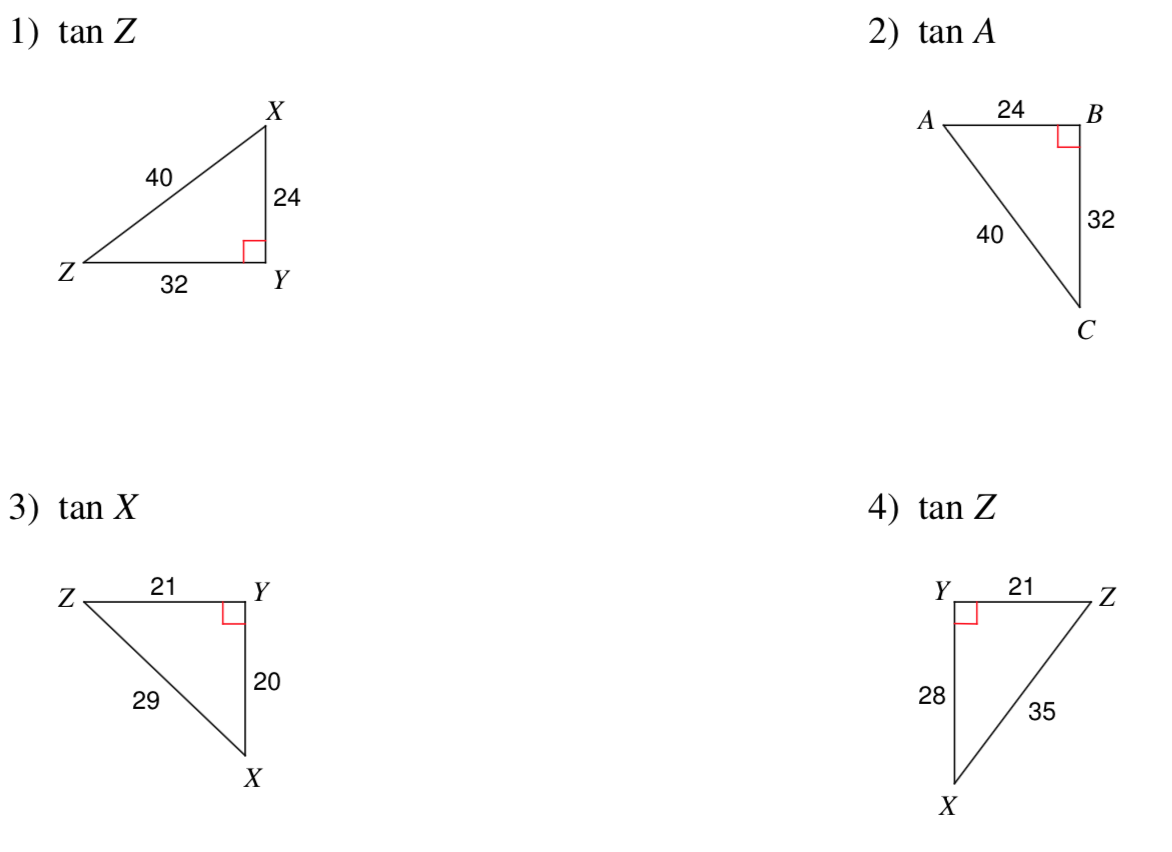 1) tan Z
2) tan A
X
40
24
Z
32
Y
A
24
B
40
32
C
3) tan X
4) tan Z
Z
21
Y
29
20
X
Y
21
Z
28
35
X